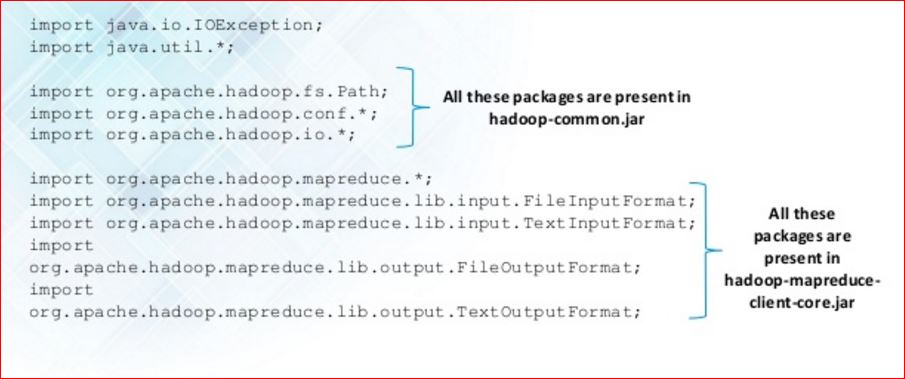 import java.io.IOException;
import java.util.*;
import org.apache.hadoop.fs.Path;
import org.apache.hadoop.conf.*;
import org.apache.hadoop.io.*;
All these packages are present in
hadoop-common.jar
import org.apache.hadoop.mapreduce.*;
import org.apache.hadoop.mapreduce.lib.input.FileInputFormat;
import org.apache.hadoop.mapreduce.lib.input.TextInputFormat;
import
org.apache.hadoop.mapreduce.lib.output.FileOutputFormat;
import
org.apache.hadoop.mapreduce.lib.output.TextOutputFormat;
All these
packages are
present in
hadoop-mapreduce-
client-core.jar